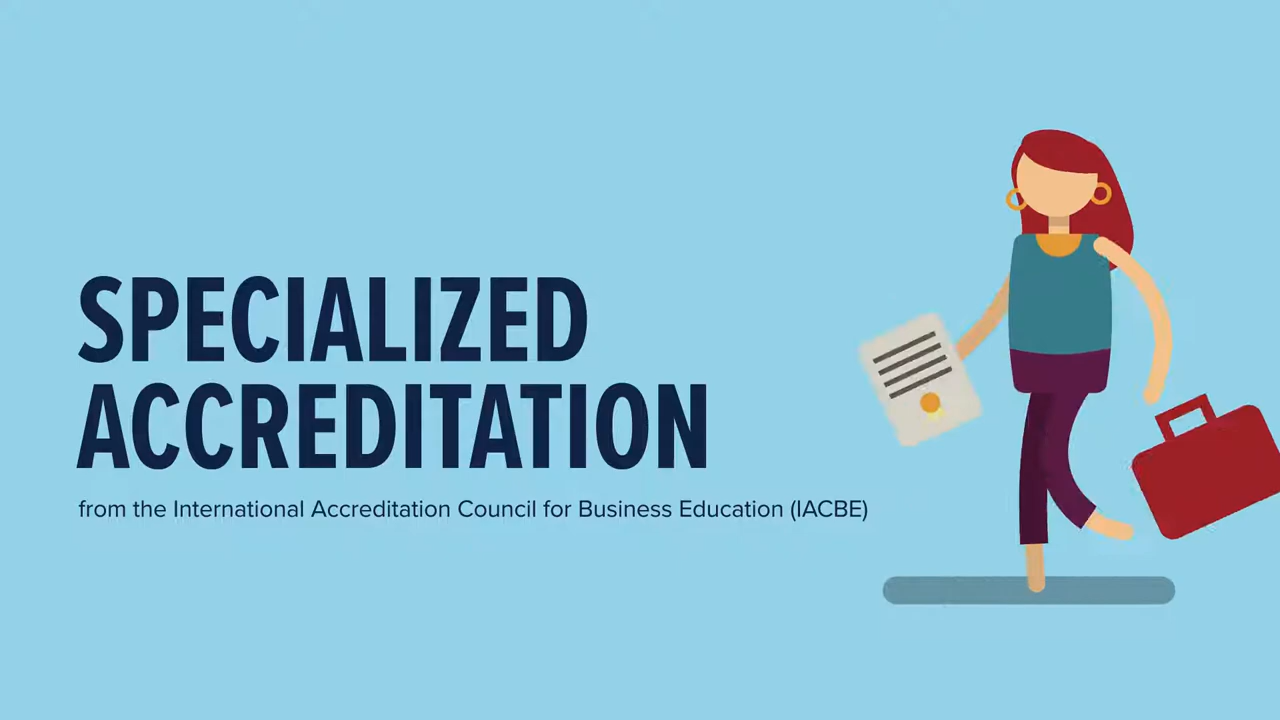 SPECIALIZED
ACCREDITATION
from the International Accreditation Council for Business Education (IACBE)